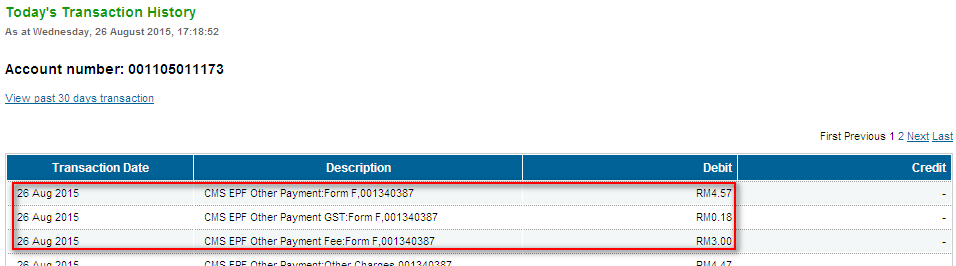 Today's Transaction History
As at Wednesday, 26 August 2015, 17:18:52
Account number: 001105011173
View past 30 days transaction
First Previous 1 2 Next Last
Transaction Date Description Debit Credit
26 Aug 2015 CMS EPF Other Payment:Form F,001340387 RM4.57 -
26 Aug 2015 CMS EPF Other Payment GST:Form F,001340387 RM0.18 -
26 Aug 2015 CMS EPF Other Payment Fee:Form F,001340387 RM3.00 -
26 Aug 2015 CMS EPF Other Payment:Other Charges,001340387 RM4.47 -